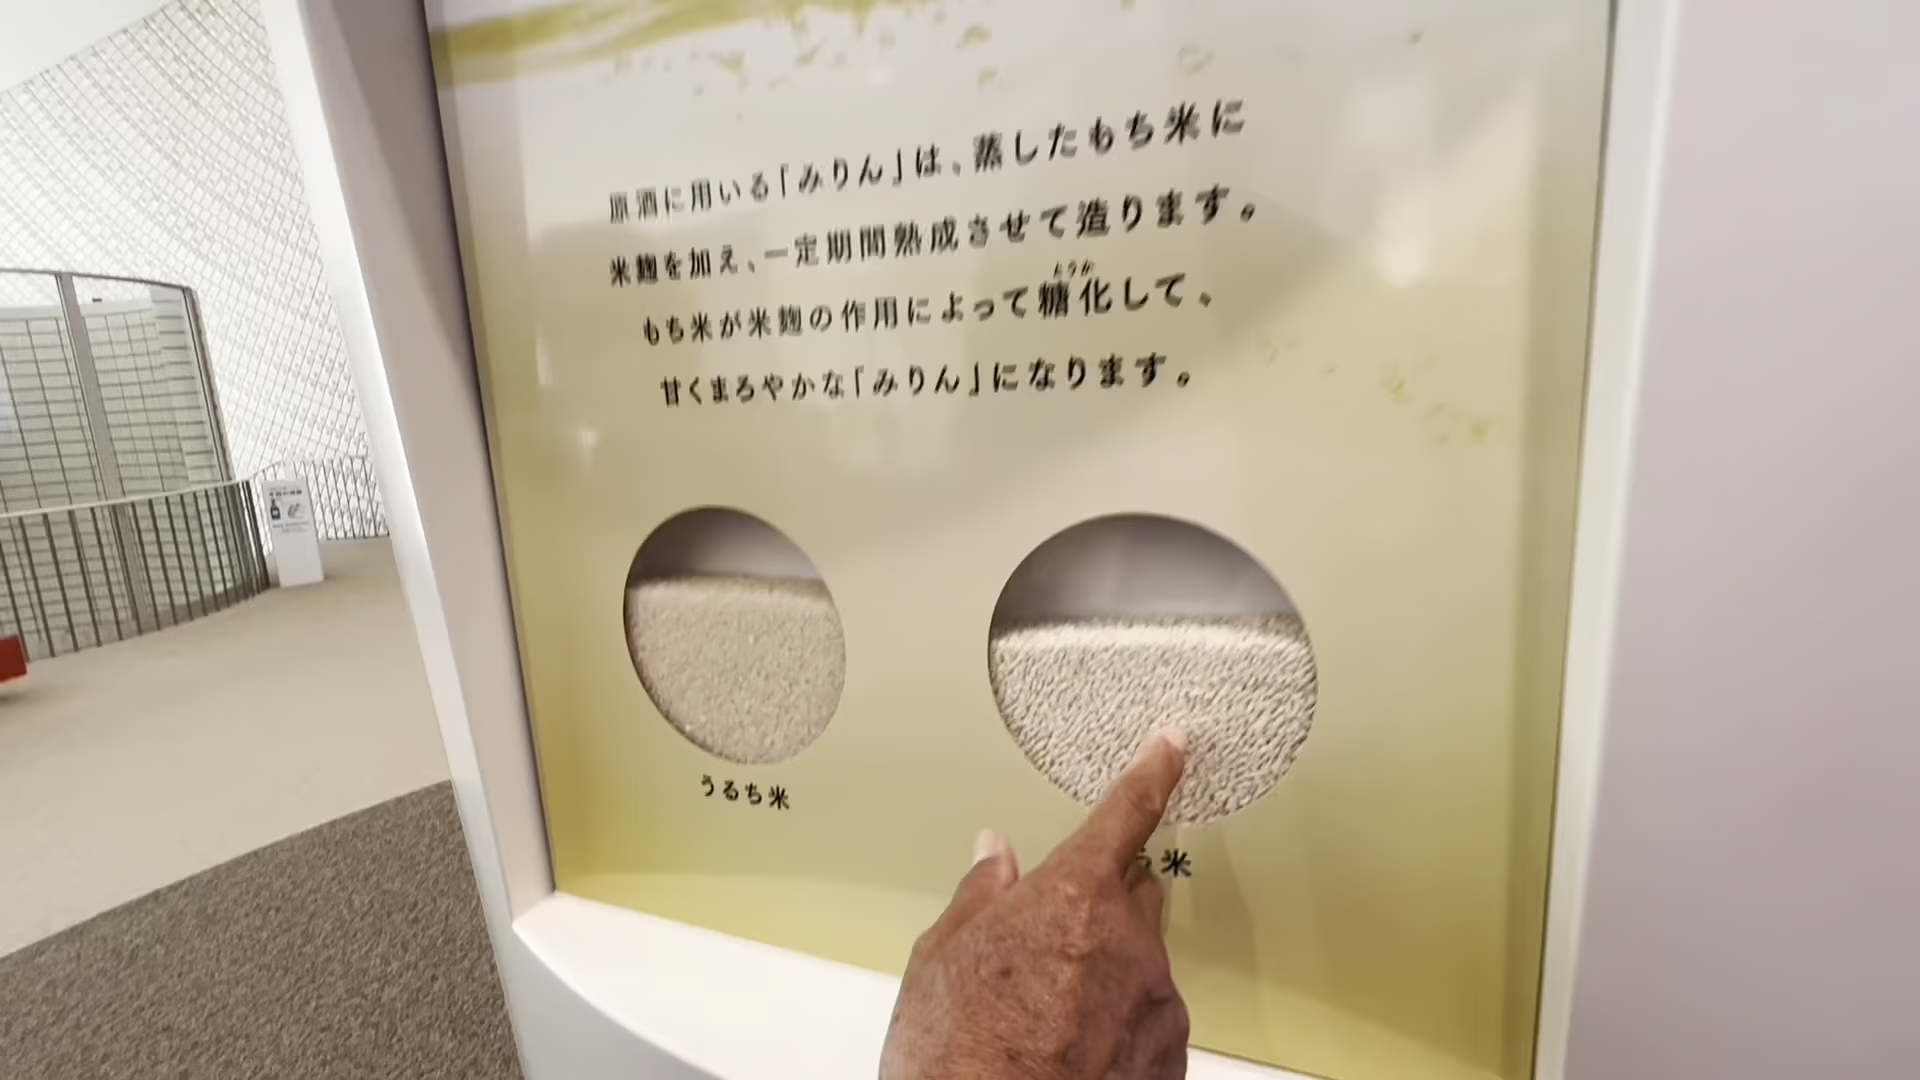 原酒に用いる「みりん」は、蒸したもち米に
米麹を加え、一定期間熟成させて造ります。
とうか
もち米が米麹の作用によって糖化して、
甘くまろやかな「みりん」になります。
うるち米
ち米